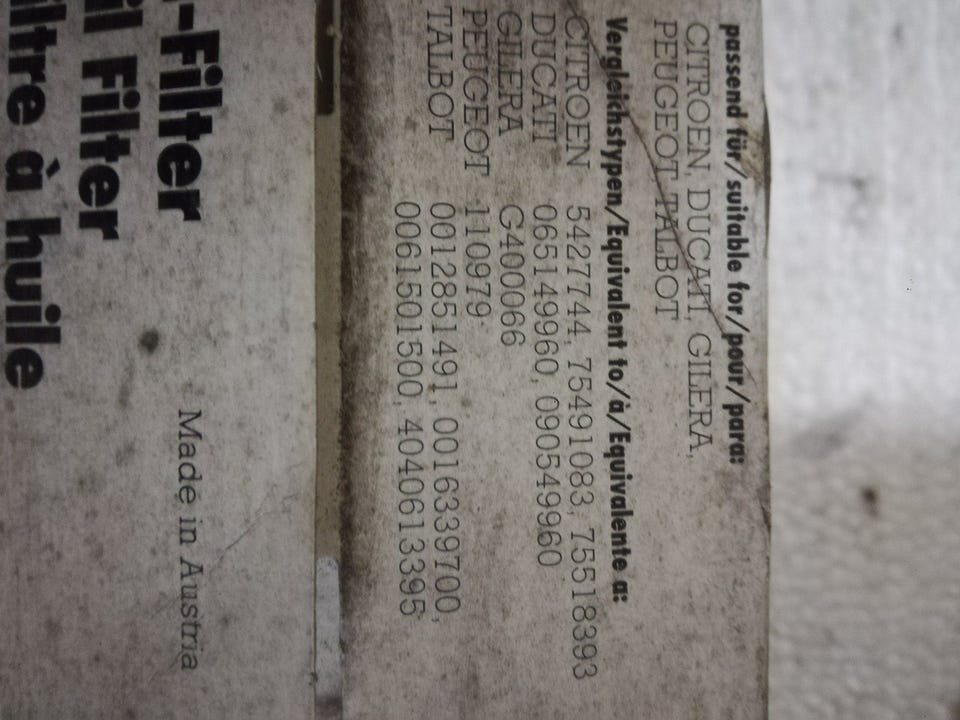 passend für/suitable for/pour/para:
CITROEN, DUCATI, GILERA,
PEUGEOT TALBOT
Vergleichstypen/Equivalent to/à/Equivalente a:
CITROEN 5427744, 75491083, 75518393
DUCATI 065149960, 090549960
GILERA G400066
PEUGEOT 110979
TALBOT 0012851491, 0016339700,
0061501500, 4040613395
-Filter
il Filter
iltre à huile
Made in Austria